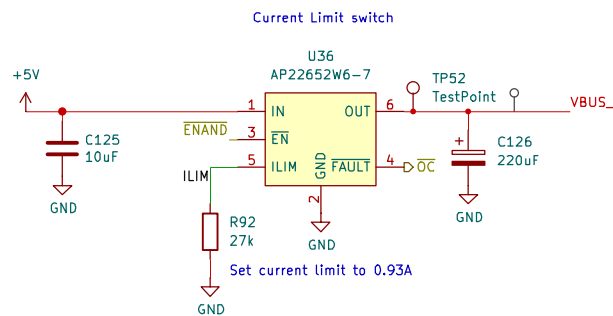 Current Limit switch
U36
AP22652W6-7
+5V
TP52
TestPoint
1
IN
OUT
6
VBUS_
ENAND
3
EN
C125
10uF
C126
220uF
+
5
ILIM
GND
FAULT
4
OC
ILIM
2
GND
GND
R92
27k
GND
Set current limit to 0.93A
GND